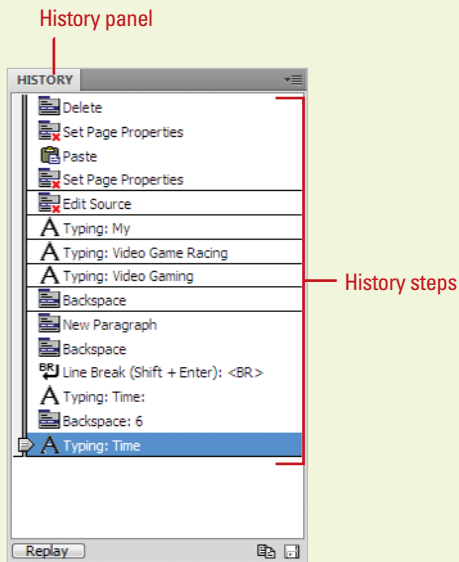 History panel
HISTORY
Delete
Set Page Properties
Paste
Set Page Properties
Edit Source
A Typing: My
A Typing: Video Game Racing
A Typing: Video Gaming
Backspace
New Paragraph
Backspace
BR Line Break (Shift + Enter): <BR>
A Typing: Time:
Backspace: 6
A Typing: Time
History steps
Replay